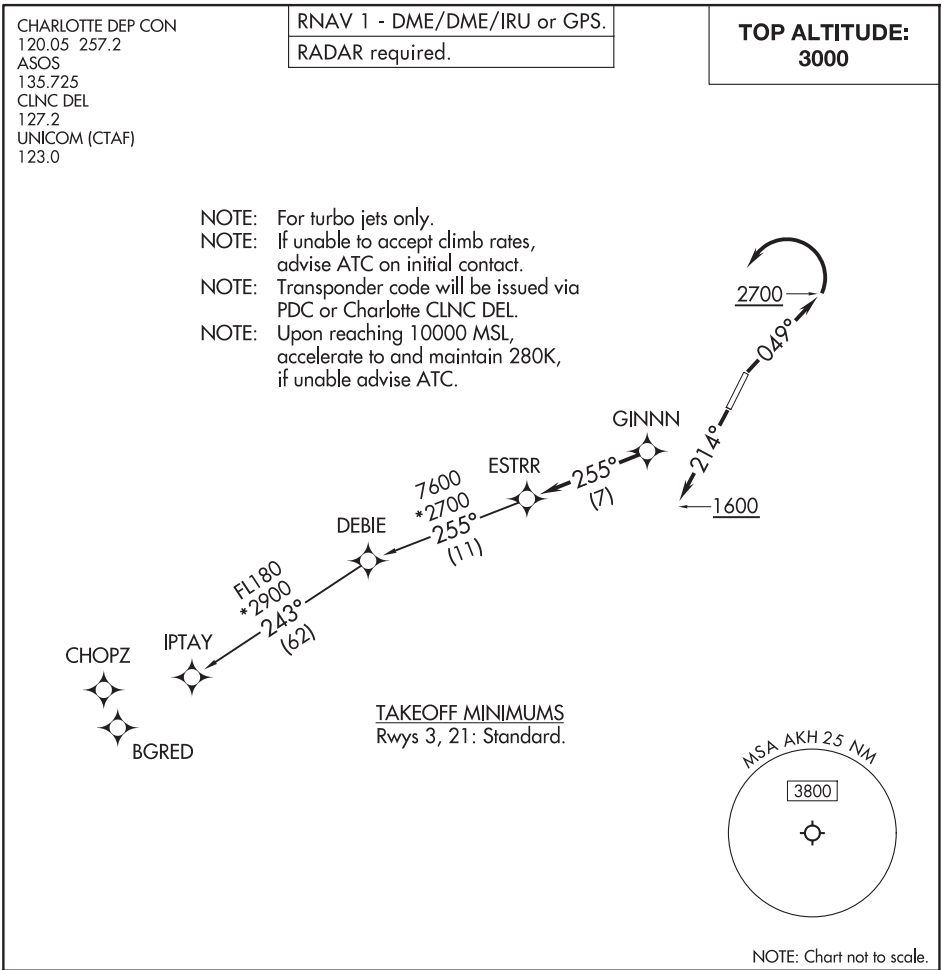 CHARLOTTE DEP CON
120.05 257.2
ASOS
135.725
CLNC DEL
127.2
UNICOM (CTAF)
123.0
RNAV 1 - DME/DME/IRU or GPS.
RADAR required.
TOP ALTITUDE:
3000
NOTE: For turbo jets only.
NOTE: If unable to accept climb rates,
advise ATC on initial contact.
NOTE: Transponder code will be issued via
PDC or Charlotte CLNC DEL.
NOTE: Upon reaching 10000 MSL,
accelerate to and maintain 280K,
if unable advise ATC.
2700
049°
214°
1600
GINNN
255°
(7)
ESTRR
7600
*2700
255°
(11)
DEBIE
FL180
*2900
243°
(62)
IPTAY
CHOPZ
BGRED
TAKEOFF MINIMUMS
Rwys 3, 21: Standard.
MSA AKH 25 NM
3800
NOTE: Chart not to scale.